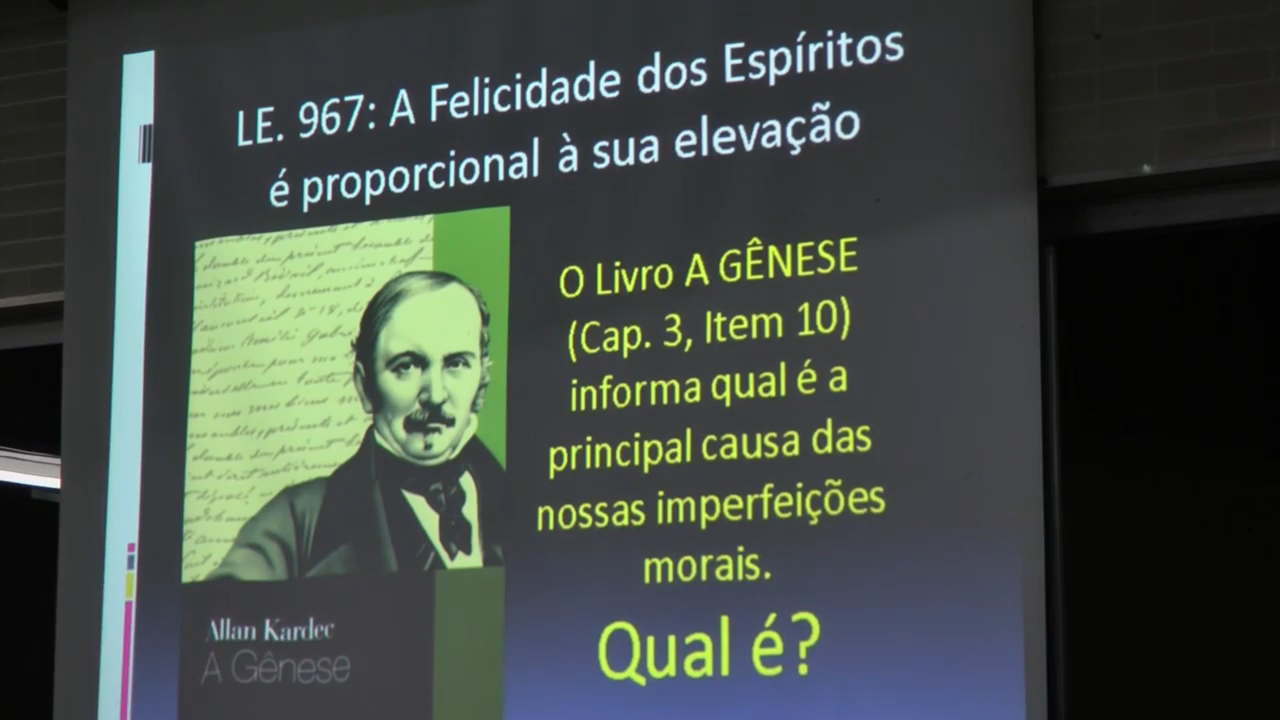 LE. 967: A Felicidade dos Espíritos
é proporcional à sua elevação
O Livro A GÊNESE
(Cap. 3, Item 10)
informa qual é a
principal causa das
nossas imperfeições
morais.
Qual é?
Allan Kardec
A Gênese